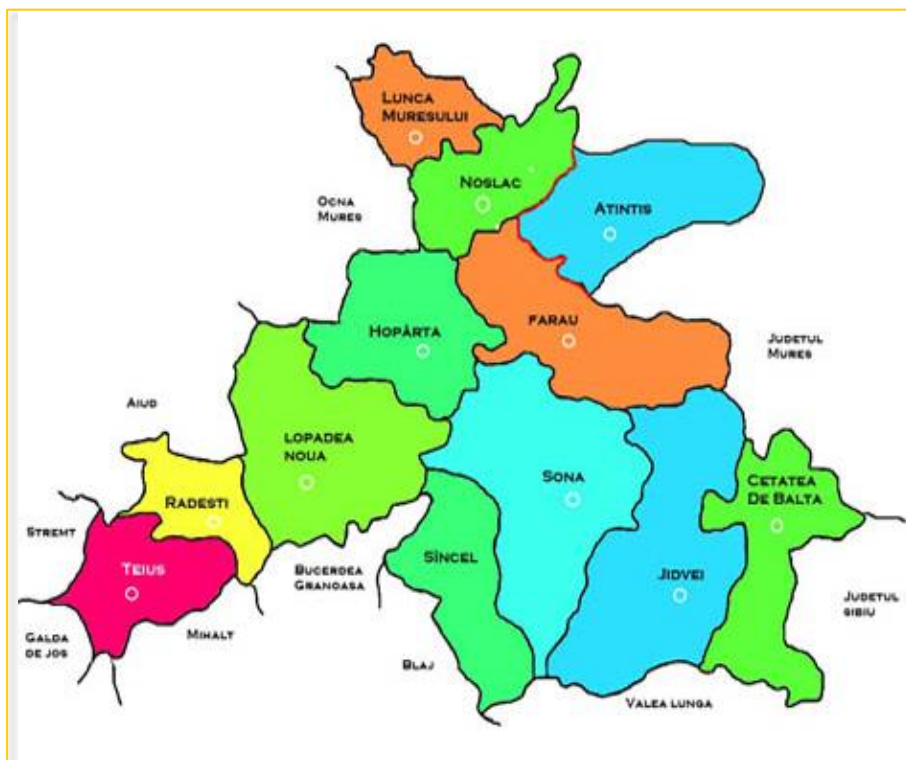 LUNCA
MURESULUI
NOSLAC
OCNA
MURES
ATINTIS
HOPÂRTA
FARAU
JUDETUL
MURES
AIUD
LOPADEA
NOUA
SONA
CETATEA
DE BALTA
RADESTI
STREMT
TEIUS
BUCERDEA
GRANOASA
SÎNCEL
JIDVEI
JUDETUL
SIBIU
GALDA
DE JOS
MIHALT
BLAJ
VALEA LUNGA